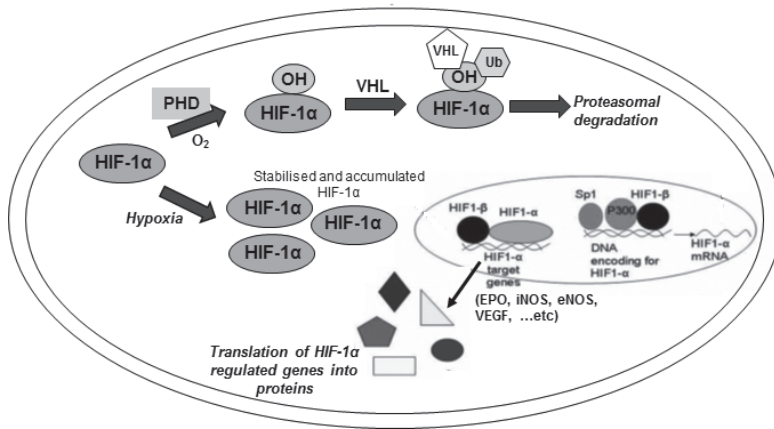 VHL
Ub
OH
HIF-1α
PHD
O2
OH
HIF-1α
VHL
Proteasomal
degradation
HIF-1α
Hypoxia
Stabilised and accumulated
HIF-1α
HIF-1α
HIF-1α
HIF-1α
HIF1-β
HIF1-α
HIF1-α
target
genes
Sp1
P300
HIF1-β
DNA
encoding for
HIF1-α
HIF1-α
mRNA
(EPO, iNOS, eNOS,
VEGF, ...etc)
Translation of HIF-1α
regulated genes into
proteins